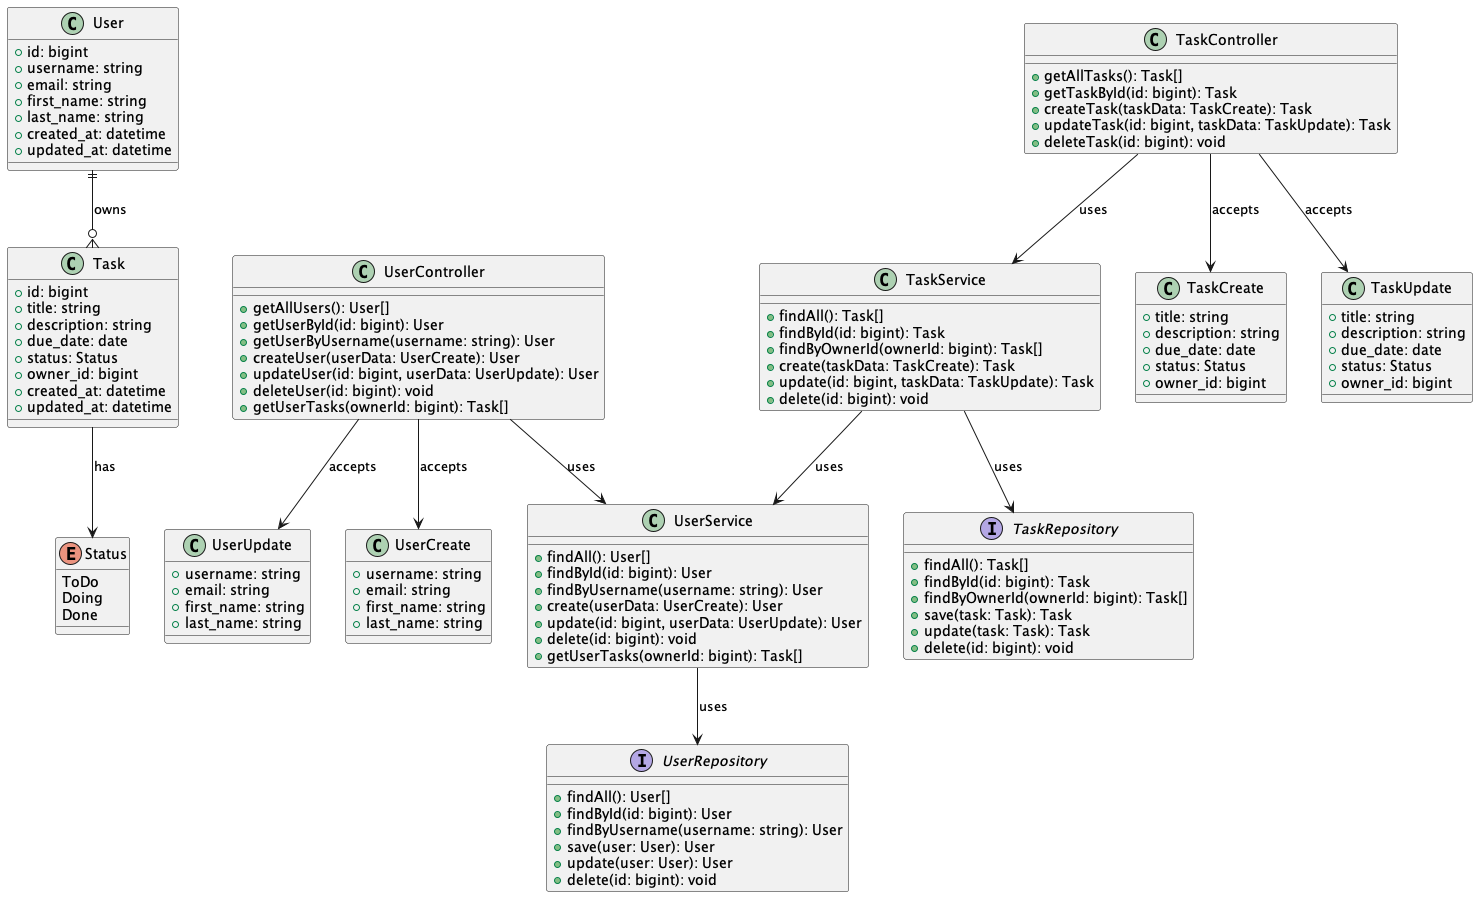 C User
id: bigint
username: string
email: string
first_name: string
last_name: string
created_at: datetime
updated_at: datetime
owns
C Task
id: bigint
title: string
description: string
due_date: date
status: Status
owner_id: bigint
created_at: datetime
updated_at: datetime
has
E Status
ToDo
Doing
Done
C UserController
getAllUsers(): User[]
getUserById(id: bigint): User
getUserByUsername(username: string): User
createUser(userData: UserCreate): User
updateUser(id: bigint, userData: UserUpdate): User
deleteUser(id: bigint): void
getUserTasks(ownerId: bigint): Task[]
accepts
accepts
uses
C UserUpdate
username: string
email: string
first_name: string
last_name: string
C UserCreate
username: string
email: string
first_name: string
last_name: string
C TaskController
getAllTasks(): Task[]
getTaskById(id: bigint): Task
createTask(taskData: TaskCreate): Task
updateTask(id: bigint, taskData: TaskUpdate): Task
deleteTask(id: bigint): void
uses
accepts
accepts
C TaskService
findAll(): Task[]
findById(id: bigint): Task
findByOwnerId(ownerId: bigint): Task[]
create(taskData: TaskCreate): Task
update(id: bigint, taskData: TaskUpdate): Task
delete(id: bigint): void
C TaskCreate
title: string
description: string
due_date: date
status: Status
owner_id: bigint
C TaskUpdate
title: string
description: string
due_date: date
status: Status
owner_id: bigint
uses
uses
C UserService
findAll(): User[]
findById(id: bigint): User
findByUsername(username: string): User
create(userData: UserCreate): User
update(id: bigint, userData: UserUpdate): User
delete(id: bigint): void
getUserTasks(ownerId: bigint): Task[]
I TaskRepository
findAll(): Task[]
findById(id: bigint): Task
findByOwnerId(ownerId: bigint): Task[]
save(task: Task): Task
update(task: Task): Task
delete(id: bigint): void
uses
I UserRepository
findAll(): User[]
findById(id: bigint): User
findByUsername(username: string): User
save(user: User): User
update(user: User): User
delete(id: bigint): void